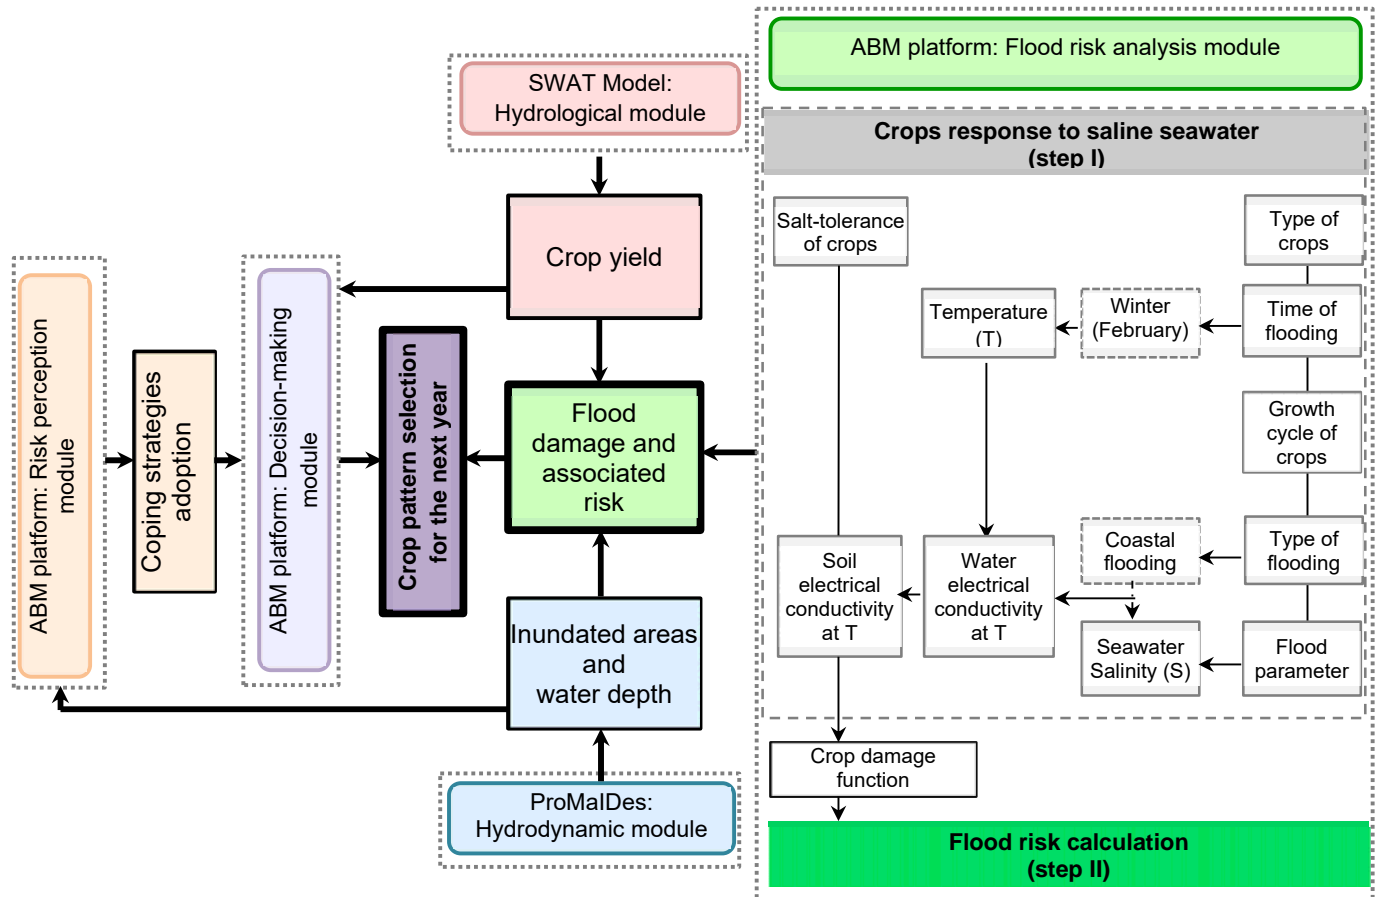 ABM platform: Flood risk analysis module
SWAT Model:
Hydrological module
Crops response to saline seawater
(step I)
Crop yield
Salt-tolerance
of crops
Type of
crops
Temperature
(T)
Winter
(February)
Time of
flooding
ABM platform: Risk perception
module
Coping strategies
adoption
ABM platform: Decision-making
module
Crop pattern selection
for the next year
Flood
damage and
associated
risk
Growth
cycle of
crops
Soil
electrical
conductivity
at T
Water
electrical
conductivity
at T
Coastal
flooding
Type of
flooding
Inundated areas
and
water depth
Seawater
Salinity (S)
Flood
parameter
Crop damage
function
ProMaIDes:
Hydrodynamic module
Flood risk calculation
(step II)